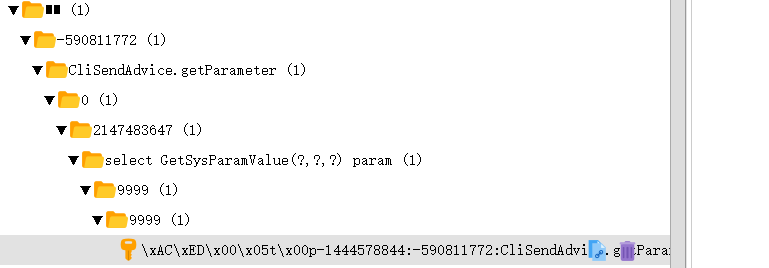 ■■ (1)
-590811772 (1)
CliSendAdvice.getParameter (1)
0 (1)
2147483647 (1)
select GetSysParamValue(?,?,?) param (1)
9999 (1)
9999 (1)
\xAC\xED\x00\x05t\x00p-1444578844:-590811772:CliSendAdvi .g Para